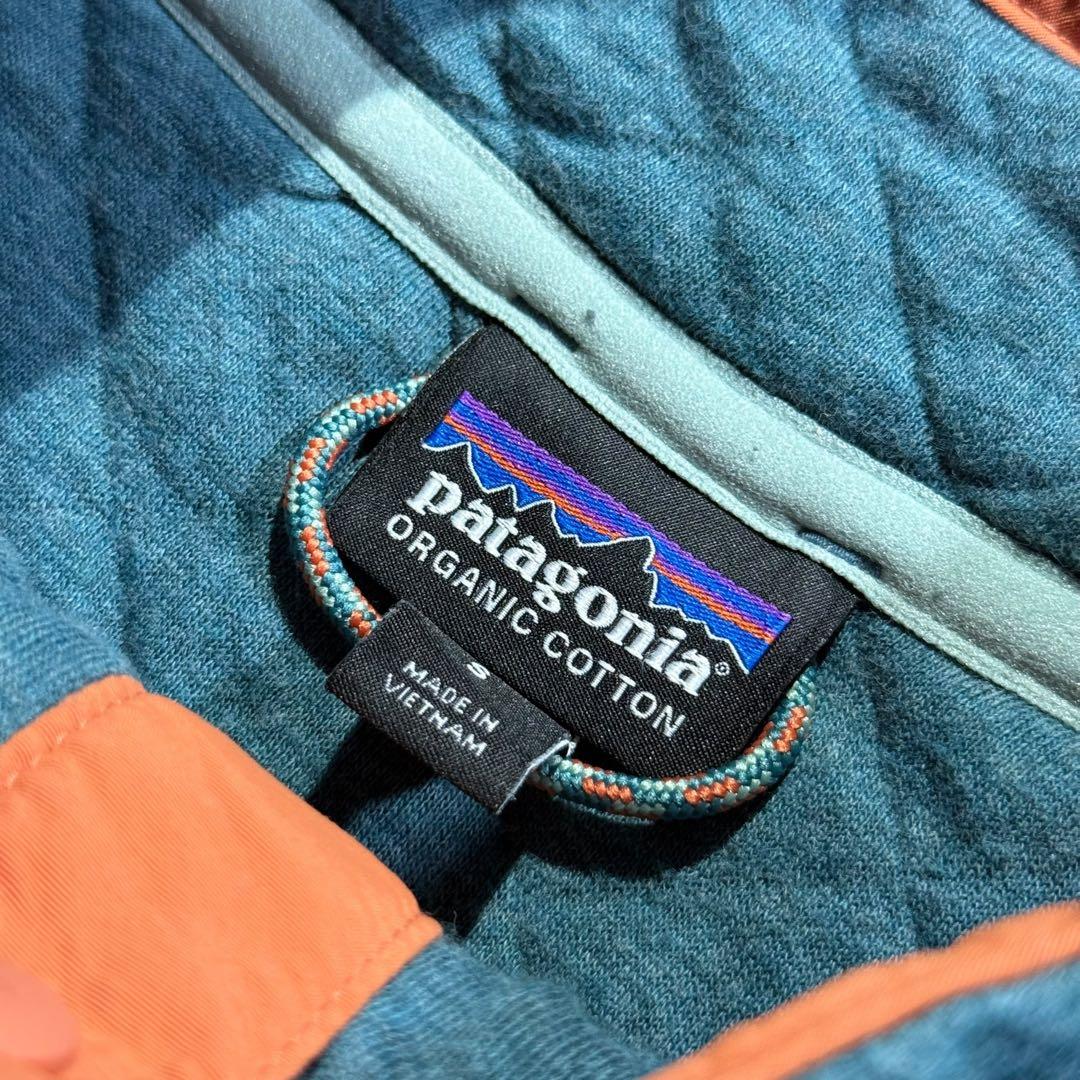 patagonia®
ORGANIC COTTON
S
MADE IN
VIETNAM